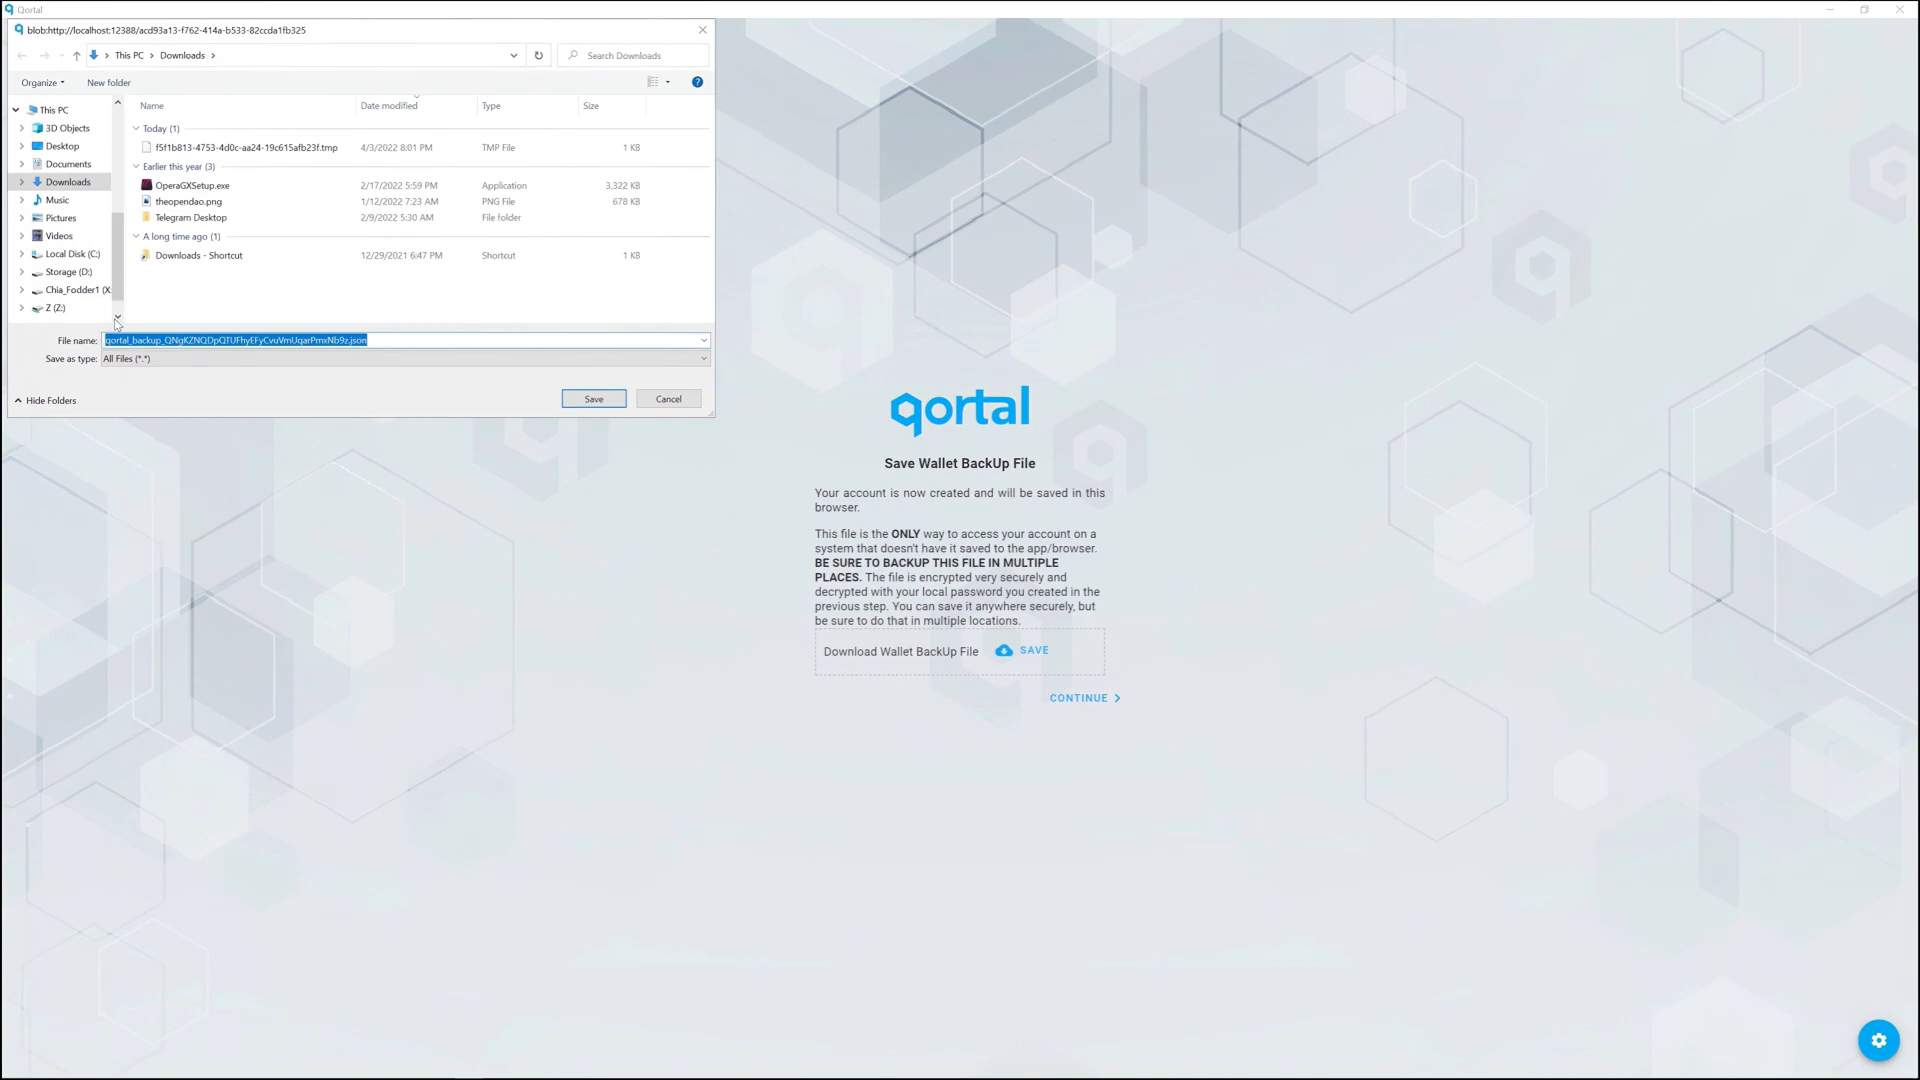 Qortal
blob:http://localhost:12388/acd93a13-f762-414a-b533-82ccda1fb325
This PC
Downloads
Search Downloads
Organize
New folder
Name Date modified Type Size
This PC
3D Objects
Desktop
Documents
Downloads
Music
Pictures
Videos
Local Disk (C:)
Storage (D:)
Chia_Fodder1 (X
Z (Z:)
Today (1)
f5f1b813-4753-4d0c-aa24-19c615afb23f.tmp 4/3/2022 8:01 PM TMP File 1 KB
Earlier this year (3)
OperaGXSetup.exe 2/17/2022 5:59 PM Application 3,322 KB
theopendao.png 1/12/2022 7:23 AM PNG File 678 KB
Telegram Desktop 2/9/2022 5:30 AM File folder
A long time ago (1)
Downloads - Shortcut 12/29/2021 6:47 PM Shortcut 1 KB
File name: qortal_backup_QNgKZNQDpQTUFhyEFyCvuVmUqarPmxNb9z.json
Save as type: All Files (*.*)
Hide Folders
Save
Cancel
qortal
Save Wallet BackUp File
Your account is now created and will be saved in this
browser.
This file is the ONLY way to access your account on a
system that doesn't have it saved to the app/browser.
BE SURE TO BACKUP THIS FILE IN MULTIPLE
PLACES. The file is encrypted very securely and
decrypted with your local password you created in the
previous step. You can save it anywhere securely, but
be sure to do that in multiple locations.
Download Wallet BackUp File SAVE
CONTINUE